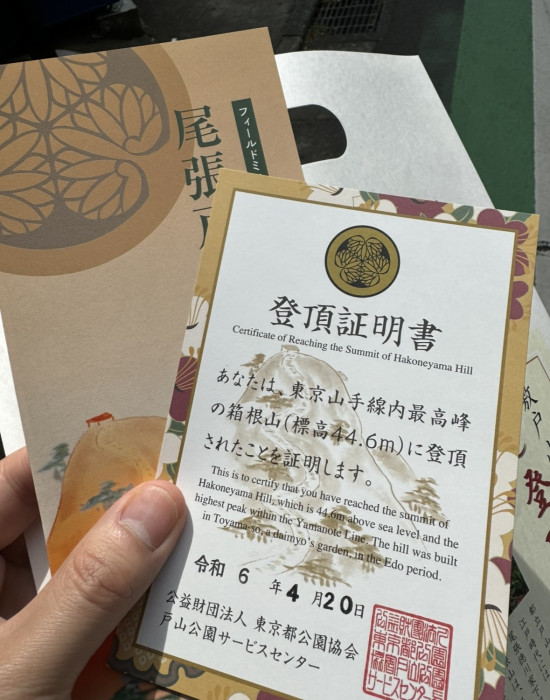 フィールドミ
尾張戸
登頂証明書
Certificate of Reaching the Summit of Hakoneyama Hill
あなたは、東京山手線内最高峰
の箱根山(標高44.6m)に登頂
されたことを証明します。
This is to certify that you have reached the summit of
Hakoneyama Hill, which is 44.6m above sea level and the
highest peak within the Yamanote Line. The hill was built
in Toyama-so, a daimyo's garden, in the Edo period.
令和 6 年 4 月 20 日
公益財団法人 東京都公園協会
戸山公園サービスセンター